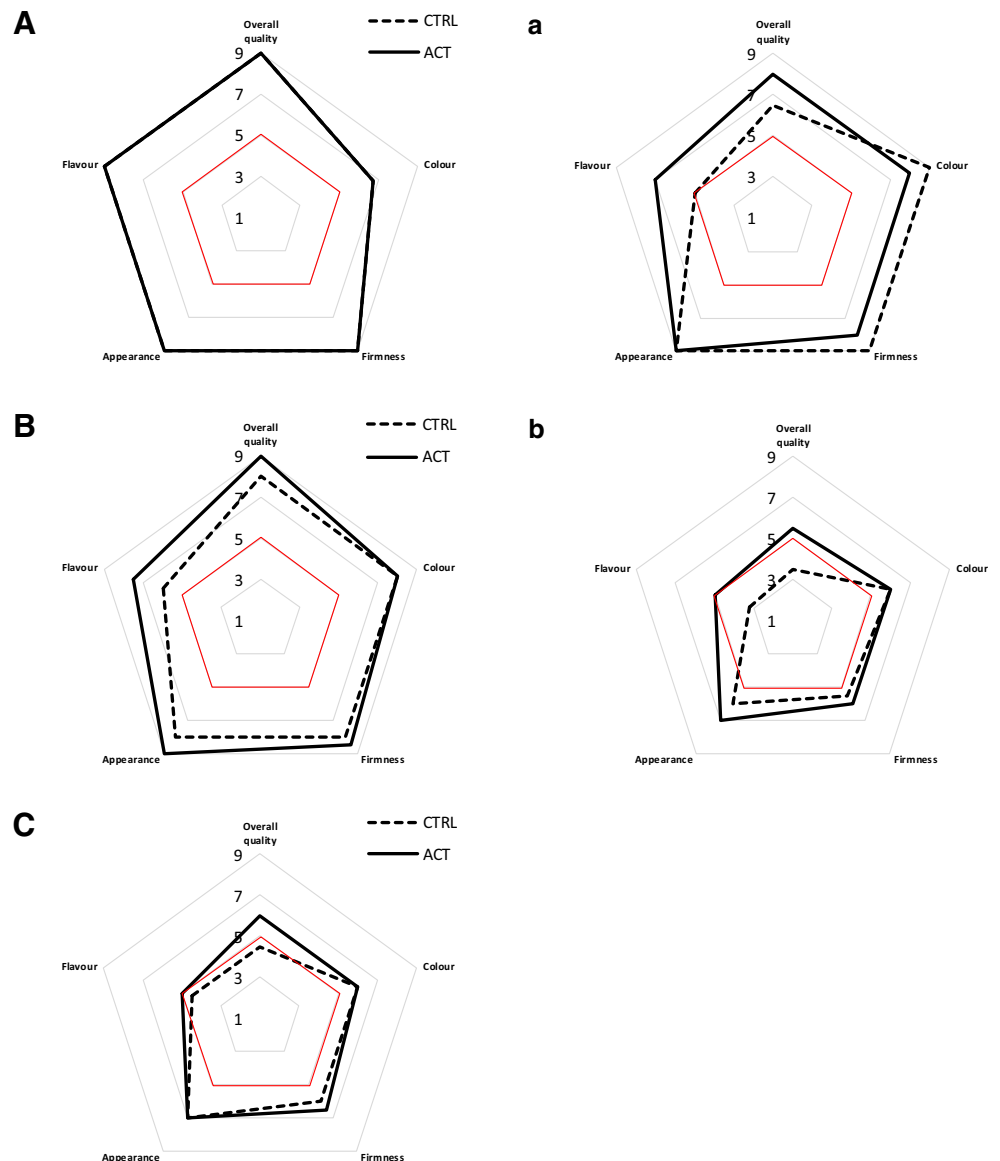 A
Overall
quality
CTRL
ACT
9
7
5
3
1
Flavour
Colour
Appearance
Firmness
a
Overall
quality
9
7
5
3
1
Flavour
Colour
Appearance
Firmness
B
Overall
quality
CTRL
ACT
9
7
5
3
1
Flavour
Colour
Appearance
Firmness
b
Overall
quality
9
7
5
3
1
Flavour
Colour
Appearance
Firmness
C
Overall
quality
CTRL
ACT
9
7
5
3
1
Flavour
Colour
Appearance
Firmness